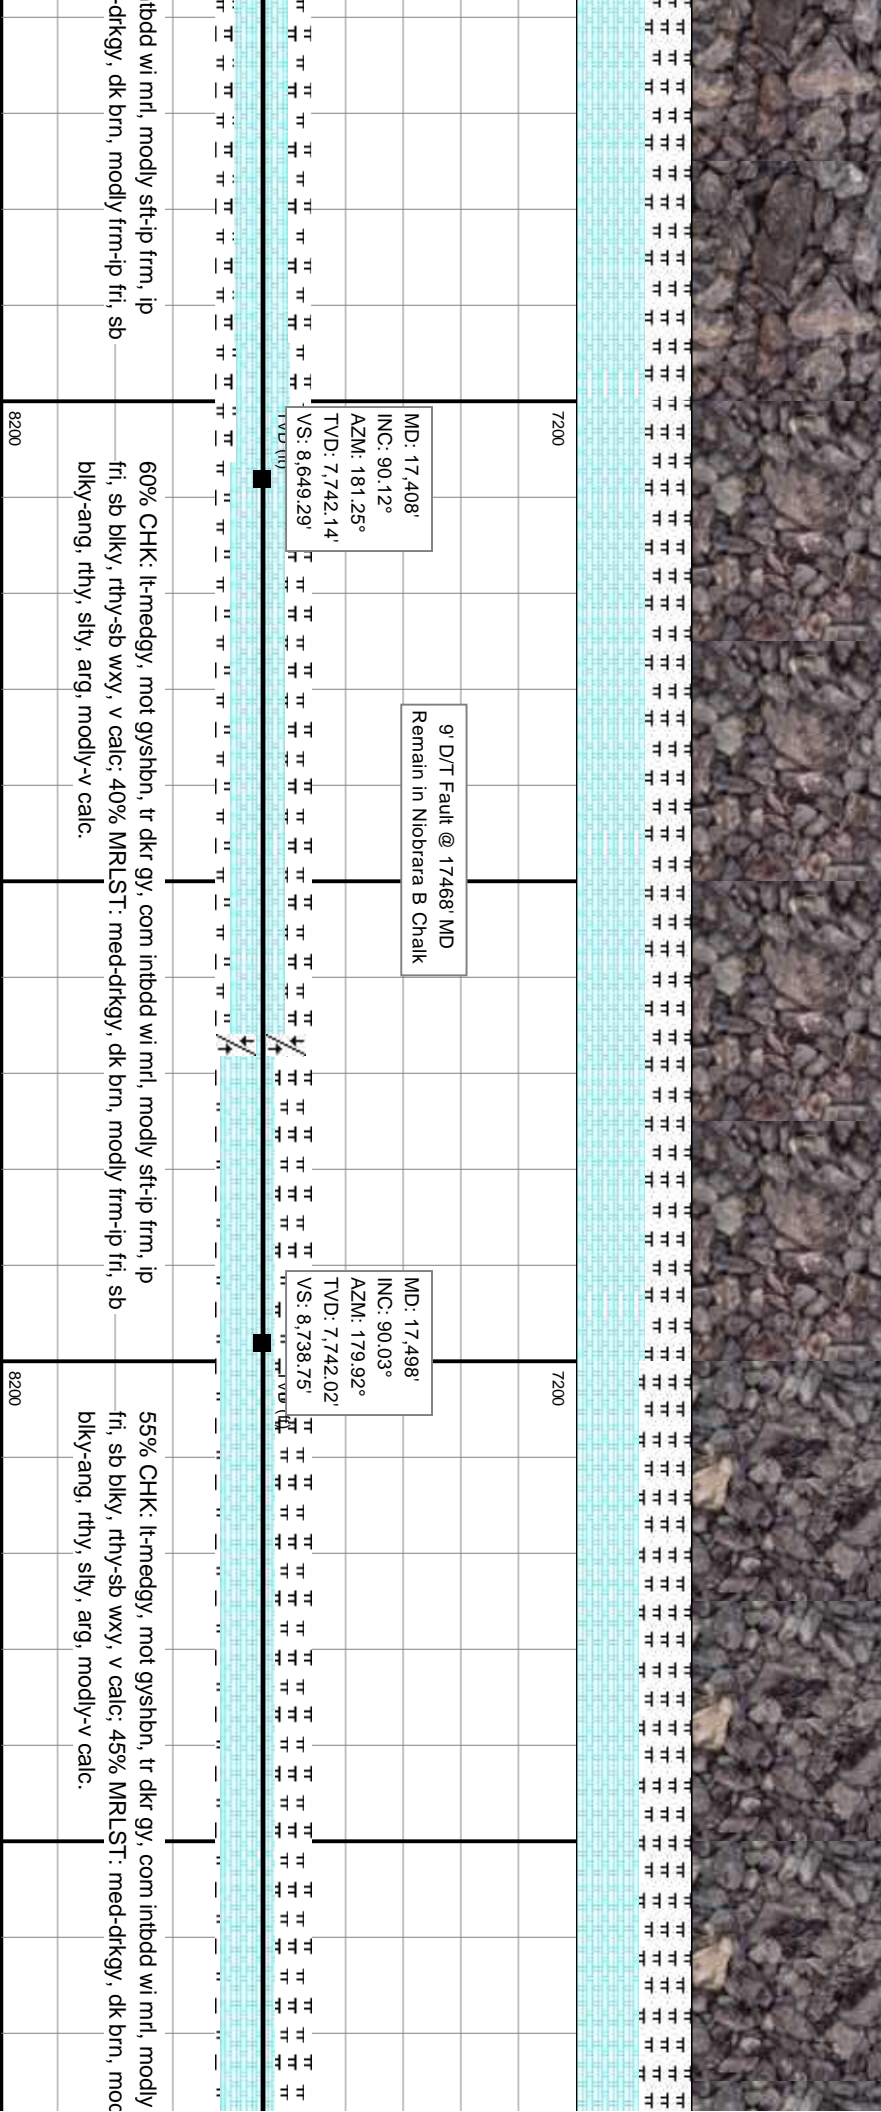 intbdd wi mrl, modly sft-ip frm, ip
-drkgy, dk brn, modly frm-ip fri, sb
7200
8200
TVD (ft)
MD: 17,408'
INC: 90.12°
AZM: 181.25°
TVD: 7,742.14'
VS: 8,649.29'
60% CHK: lt-medgy, mot gyshbn, tr dkr gy, com intbdd wi mrl, modly sft-ip frm, ip
fri, sb blky, rthy-sb wxy, v calc; 40% MRLST: med-drkgy, dk brn, modly frm-ip fri, sb
blky-ang, rthy, slty, arg, modly-v calc.
9' D/T Fault @ 17468' MD
Remain in Niobrara B Chalk
MD: 17,498'
INC: 90.03°
AZM: 179.92°
TVD: 7,742.02'
VS: 8,738.75'
7200
8200
TVD (ft)
55% CHK: lt-medgy, mot gyshbn, tr dkr gy, com intbdd wi mrl, modly
fri, sb blky, rthy-sb wxy, v calc; 45% MRLST: med-drkgy, dk brn, mod
blky-ang, rthy, slty, arg, modly-v calc.